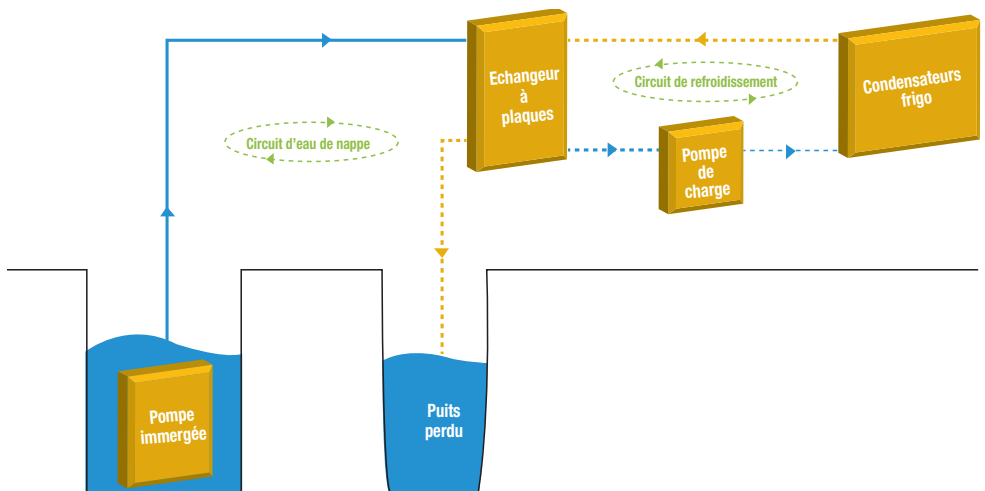 Echangeur
à
plaques
Circuit de refroidissement
Condensateurs
frigo
Circuit d'eau de nappe
Pompe
de
charge
Pompe
immergée
Puits
perdu